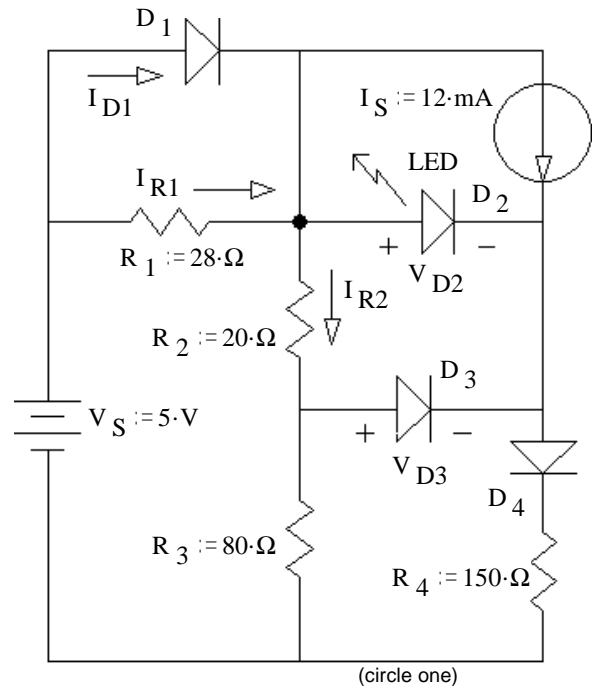 D 1
I D1
I S := 12·mA
I R1
LED
D 2
R 1 := 28·Ω
+ V D2 −
I R2
R 2 := 20·Ω
D 3
V S := 5·V
+ V D3 −
D 4
R 3 := 80·Ω
R 4 := 150·Ω
(circle one)